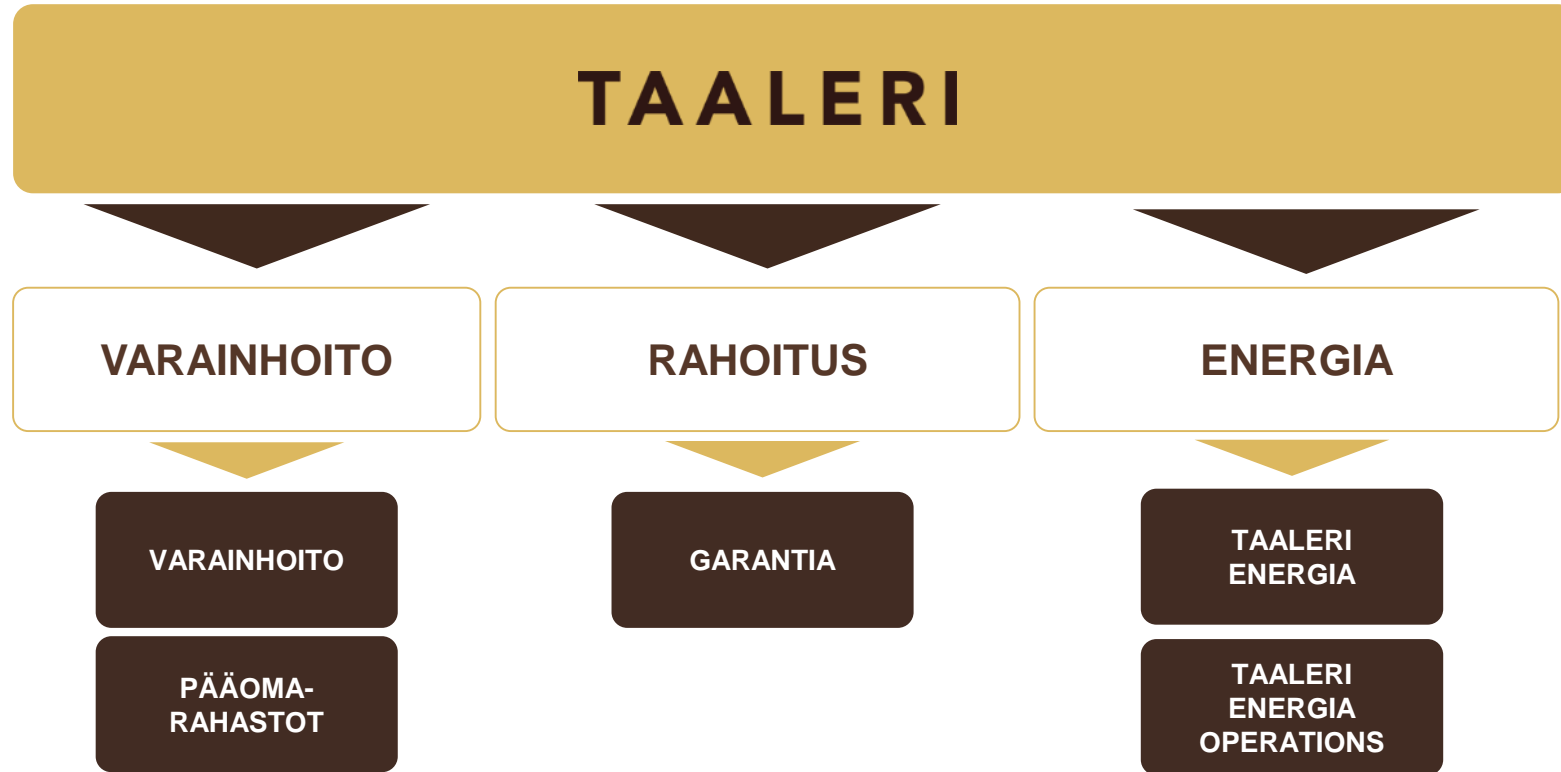 TAALERI
VARAINHOITO
RAHOITUS
ENERGIA
VARAINHOITO
PÄÄOMA-
RAHASTOT
GARANTIA
TAALERI
ENERGIA
TAALERI
ENERGIA
OPERATIONS